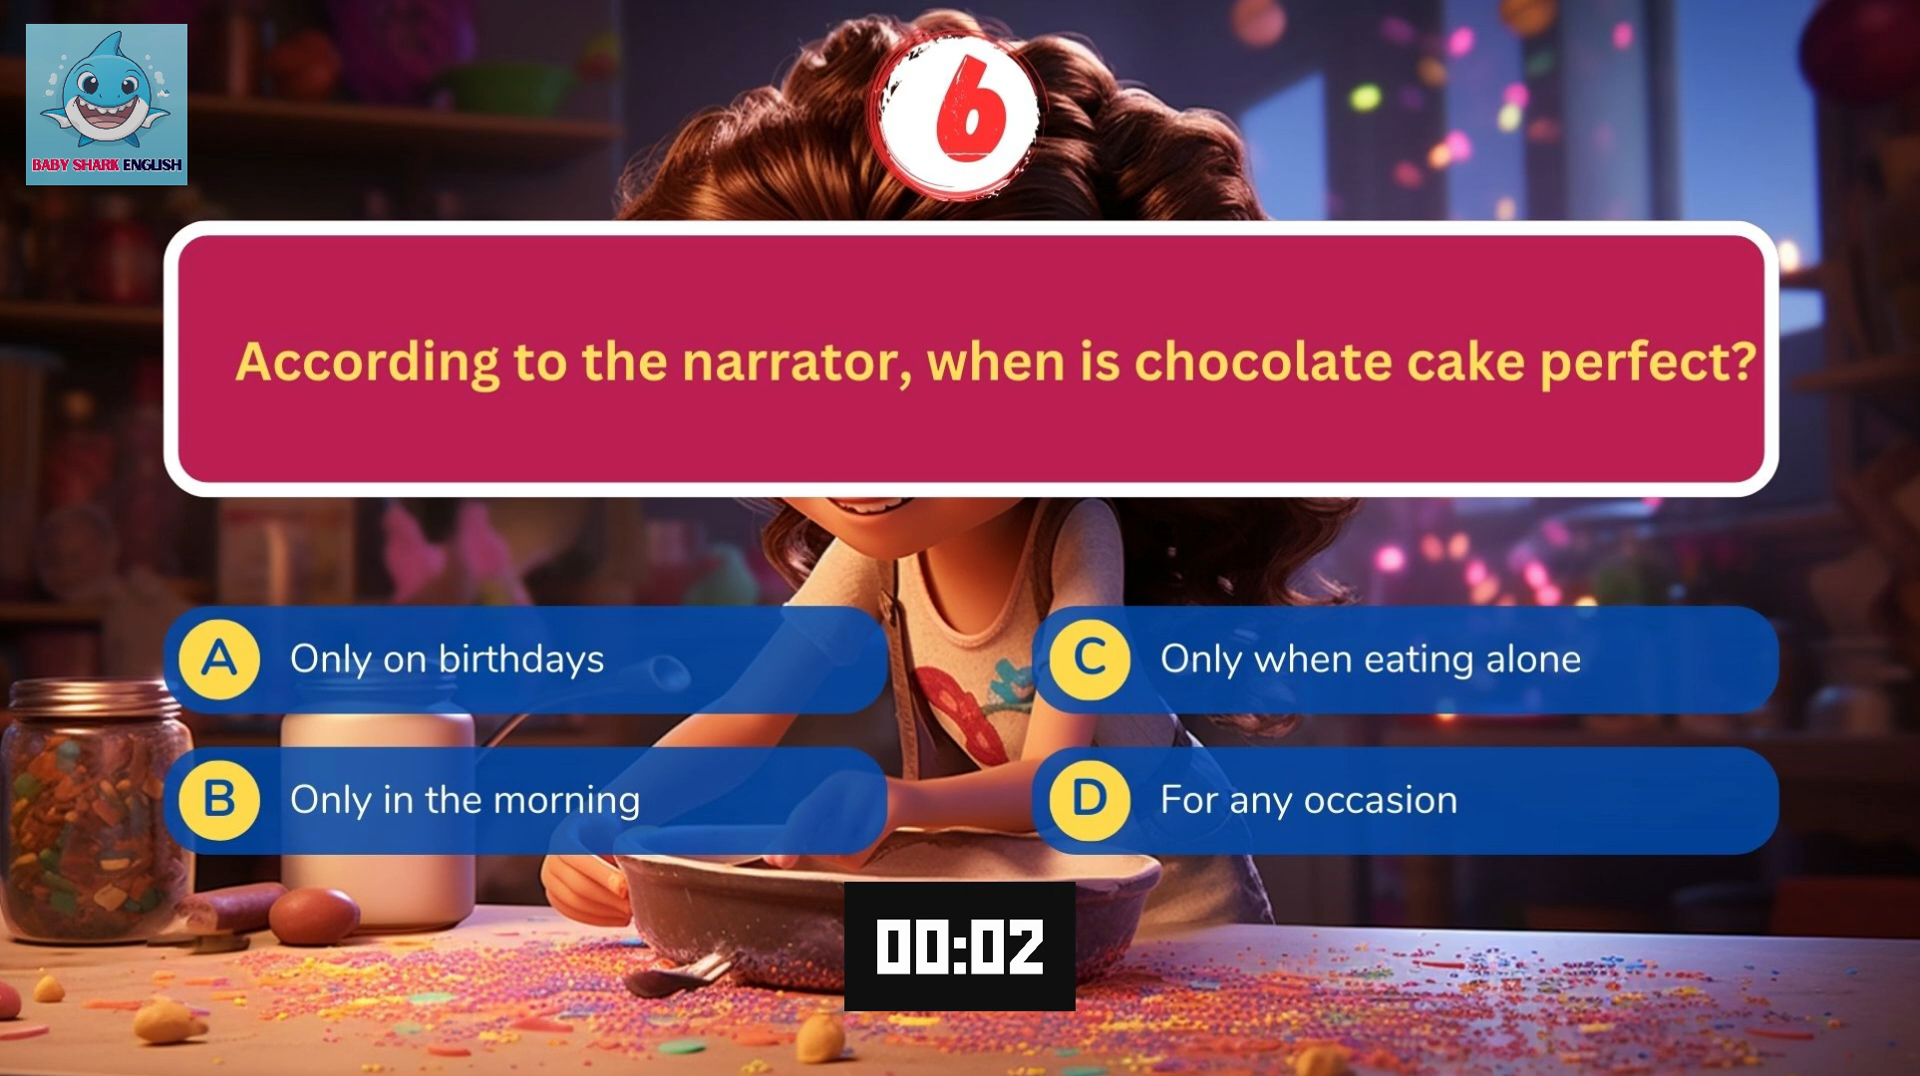 BABY SHARK ENGLISH
6
According to the narrator, when is chocolate cake perfect?
A Only on birthdays
B Only in the morning
C Only when eating alone
D For any occasion
00:02